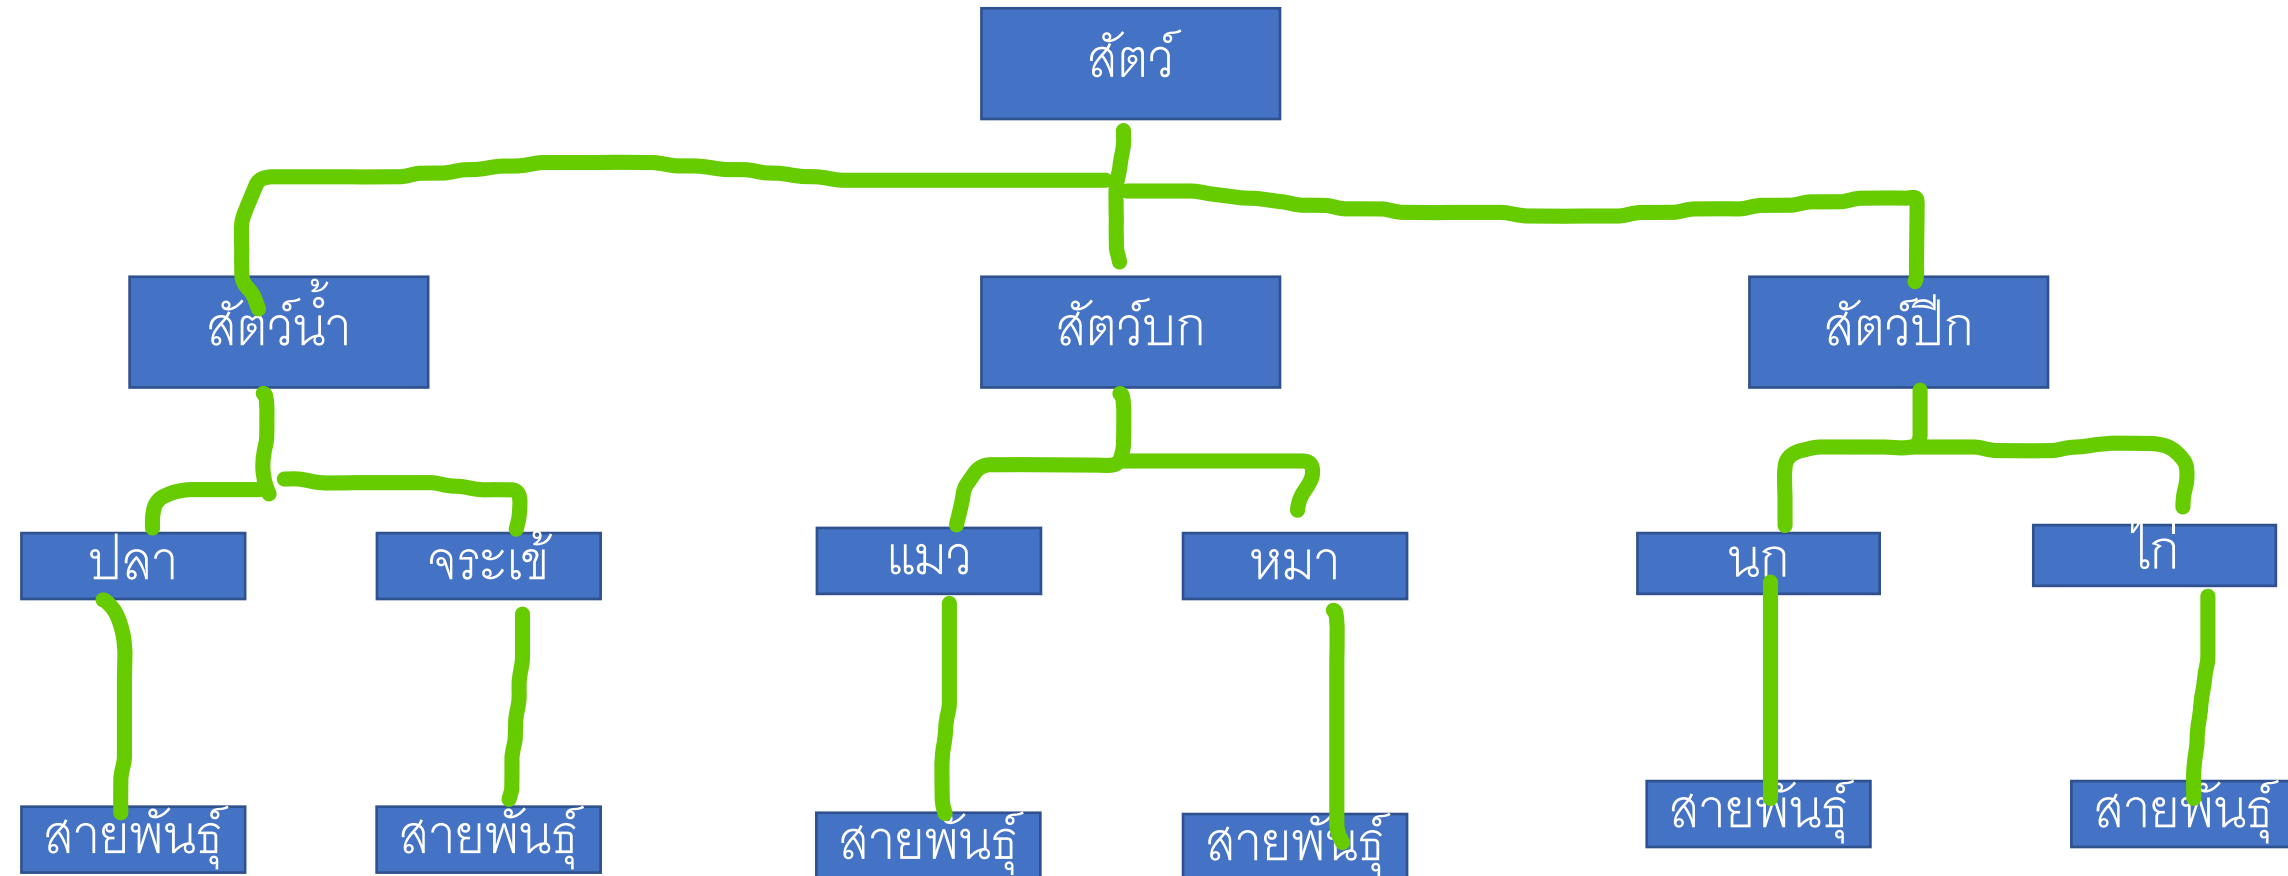 สัตว์
สัตว์น้ำ
สัตว์บก
สัตว์ปีก
ปลา
จระเข้
แมว
หมา
นก
ไก่
สายพันธุ์
สายพันธุ์
สายพันธุ์
สายพันธุ์
สายพันธุ์
สายพันธุ์